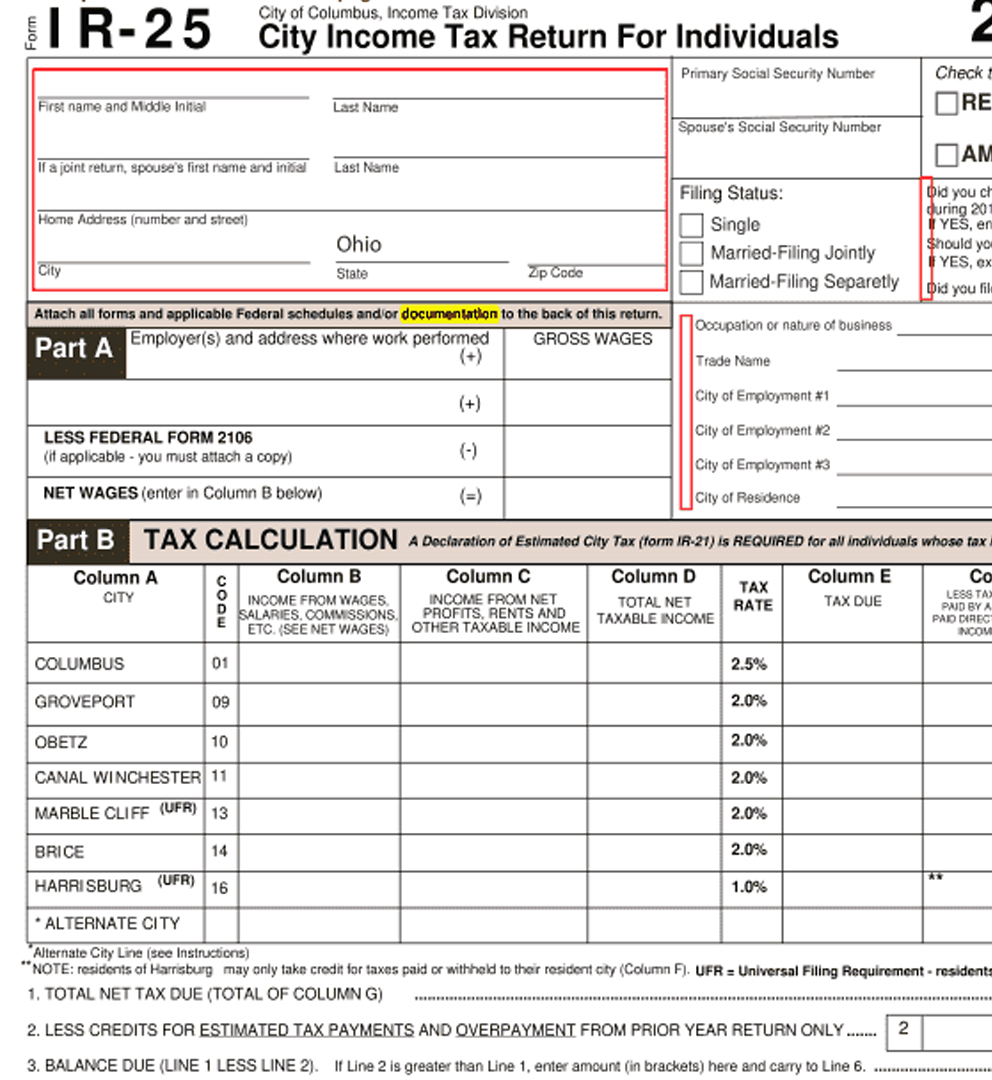 Form IR-25
City of Columbus, Income Tax Division
City Income Tax Return For Individuals
2
First name and Middle Initial
Last Name
If a joint return, spouse's first name and initial
Last Name
Home Address (number and street)
Ohio
City
State
Zip Code
Primary Social Security Number
Spouse's Social Security Number
Filing Status:
Single
Married-Filing Jointly
Married-Filing Separetly
Check t
RE
AM
Did you ch
during 201
If YES, en
Should you
If YES, ex
Did you file
Attach all forms and applicable Federal schedules and/or documentation to the back of this return.
Part A
Employer(s) and address where work performed
(+)
GROSS WAGES
(+)
LESS FEDERAL FORM 2106
(if applicable - you must attach a copy)
(-)
NET WAGES (enter in Column B below)
(=)
Occupation or nature of business
Trade Name
City of Employment #1
City of Employment #2
City of Employment #3
City of Residence
Part B TAX CALCULATION A Declaration of Estimated City Tax (form IR-21) is REQUIRED for all individuals whose tax
Column A
CITY
CODE
Column B
INCOME FROM WAGES,
SALARIES, COMMISSIONS,
ETC. (SEE NET WAGES)
Column C
INCOME FROM NET
PROFITS, RENTS AND
OTHER TAXABLE INCOME
Column D
TOTAL NET
TAXABLE INCOME
TAX
RATE
Column E
TAX DUE
Co
LESS TAX
PAID BY A
PAID DIRECT
INCOM
COLUMBUS 01 2.5%
GROVEPORT 09 2.0%
OBETZ 10 2.0%
CANAL WINCHESTER 11 2.0%
MARBLE CLIFF (UFR) 13 2.0%
BRICE 14 2.0%
HARRISBURG (UFR) 16 1.0% **
* ALTERNATE CITY
*Alternate City Line (see Instructions)
**NOTE: residents of Harrisburg may only take credit for taxes paid or withheld to their resident city (Column F). UFR = Universal Filing Requirement - residents
1. TOTAL NET TAX DUE (TOTAL OF COLUMN G)
2. LESS CREDITS FOR ESTIMATED TAX PAYMENTS AND OVERPAYMENT FROM PRIOR YEAR RETURN ONLY ....... 2
3. BALANCE DUE (LINE 1 LESS LINE 2). If Line 2 is greater than Line 1, enter amount (in brackets) here and carry to Line 6.